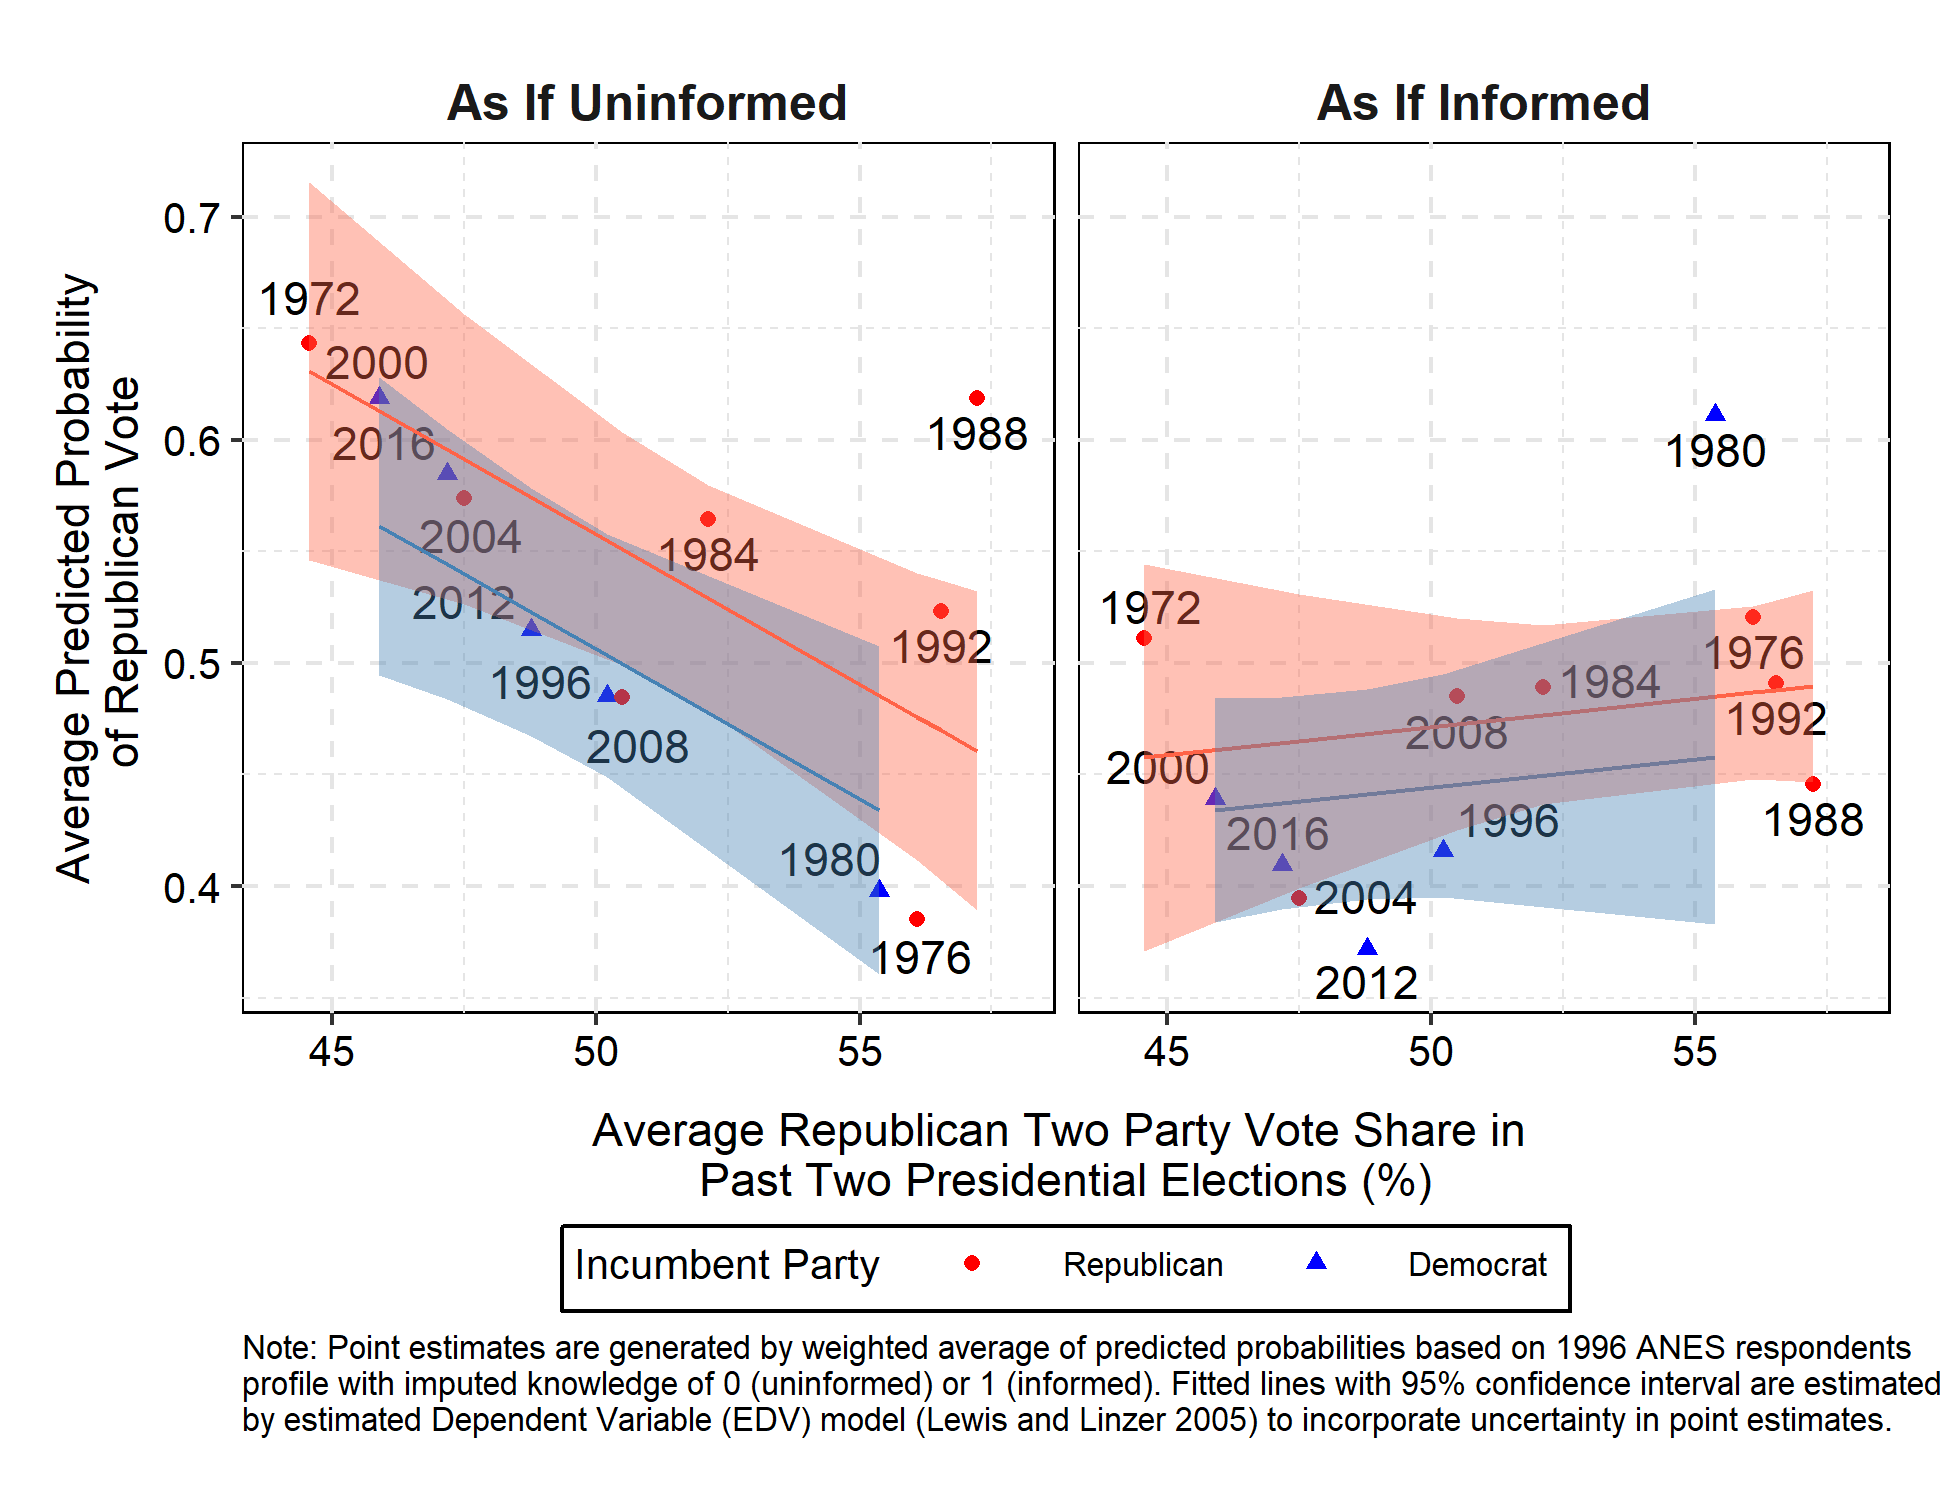 As If Uninformed
As If Informed
Average Predicted Probability
of Republican Vote
0.7
0.6
0.5
0.4
1972
2000
2016
2004
2012
1996
2008
1984
1988
1992
1980
1976
1980
1972
1976
1984
1992
2008
2000
2016
1996
1988
2004
2012
45
50
55
45
50
55
Average Republican Two Party Vote Share in
Past Two Presidential Elections (%)
Incumbent Party
Republican
Democrat
Note: Point estimates are generated by weighted average of predicted probabilities based on 1996 ANES respondents
profile with imputed knowledge of 0 (uninformed) or 1 (informed). Fitted lines with 95% confidence interval are estimated
by estimated Dependent Variable (EDV) model (Lewis and Linzer 2005) to incorporate uncertainty in point estimates.